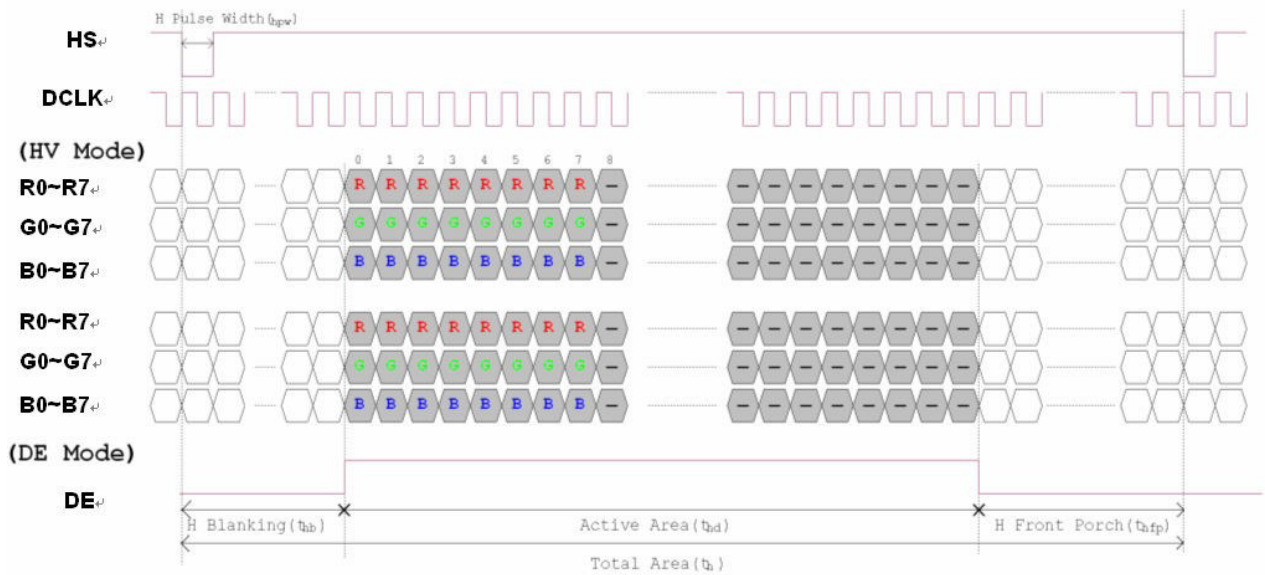 H Pulse Width(thpw)
HS
DCLK
(HV Mode)
0 1 2 3 4 5 6 7 8
R0~R7 R R R R R R R R – – – – – – – – –
G0~G7 G G G G G G G G – – – – – – – – –
B0~B7 B B B B B B B B – – – – – – – – –
R0~R7 R R R R R R R R – – – – – – – – –
G0~G7 G G G G G G G G – – – – – – – – –
B0~B7 B B B B B B B B – – – – – – – – –
(DE Mode)
DE
H Blanking(thb) Active Area(thd) H Front Porch(thfp)
Total Area(th)